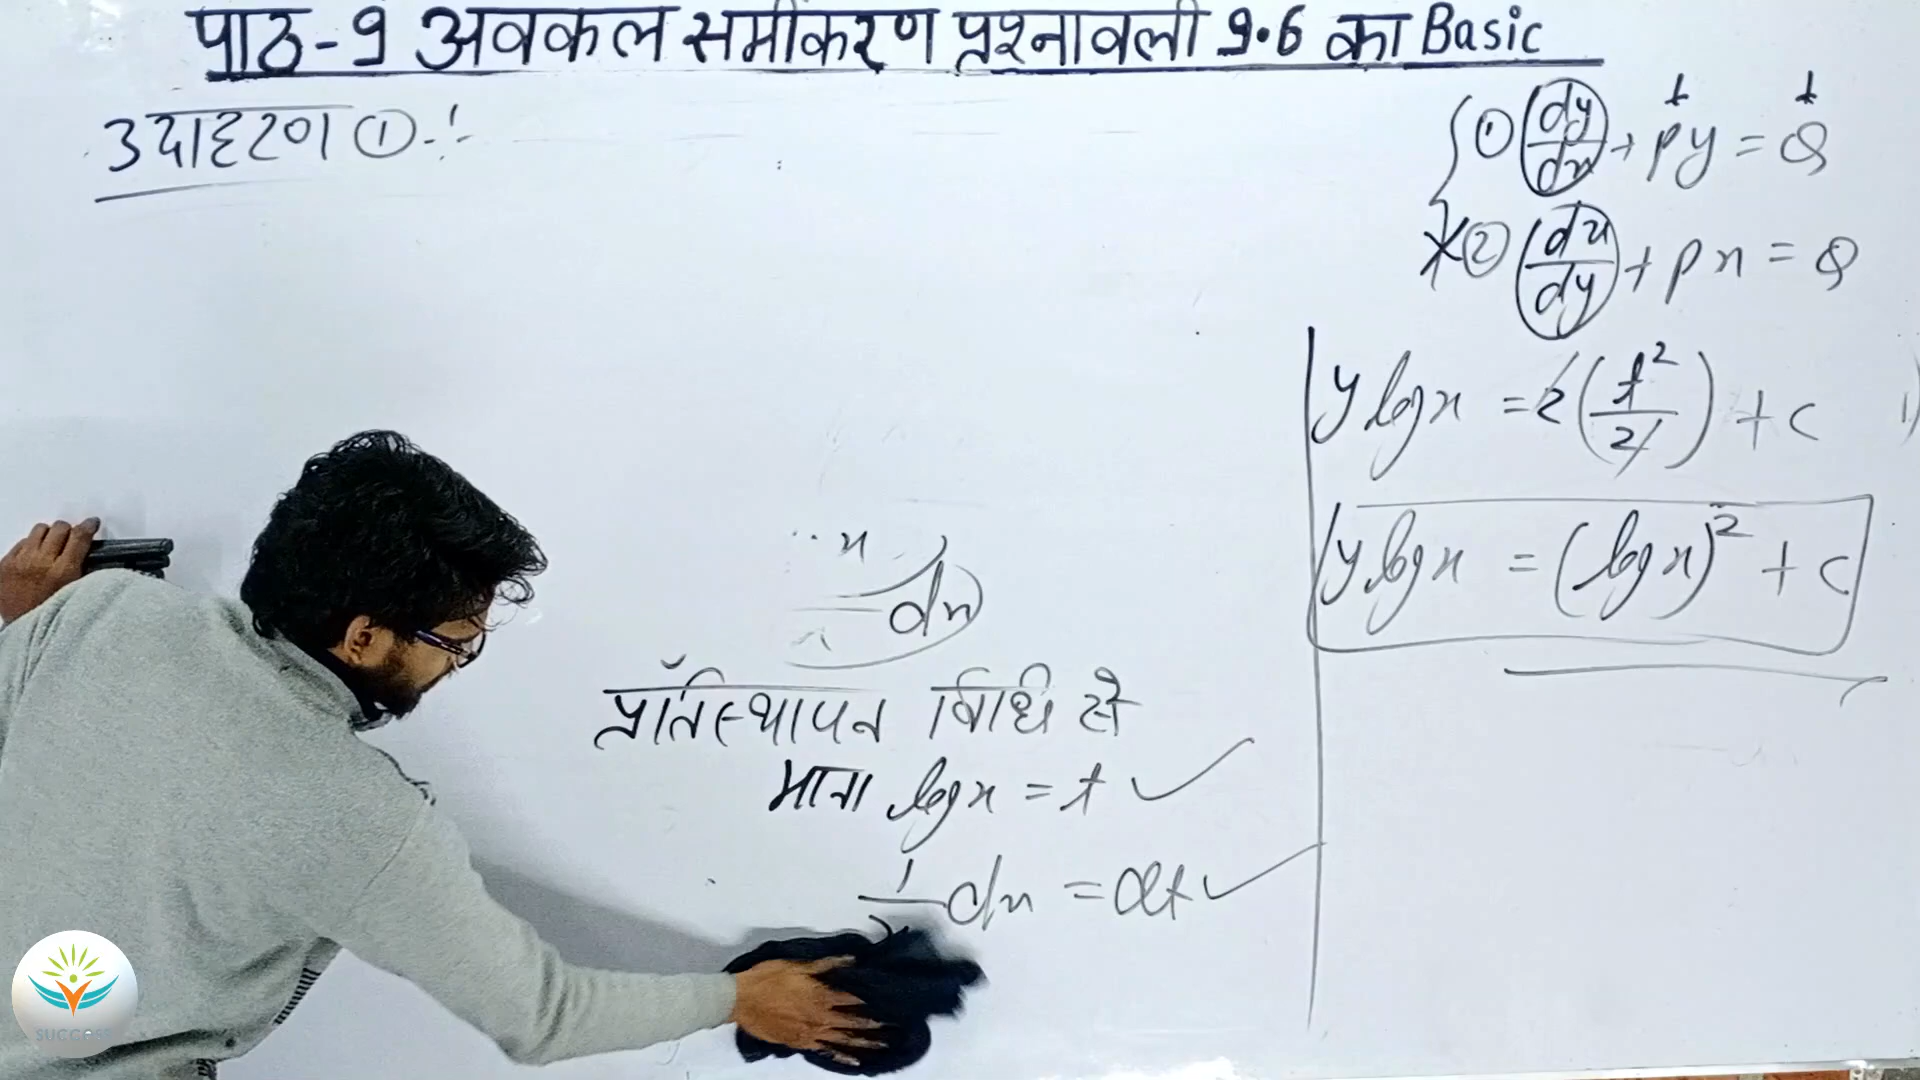 पाठ-9 अवकल समीकरण प्रश्नावली 9.6 का Basic
उदाहरण ①-:
① dy/dx + py = Q
② dx/dy + px = Q
x
dx
प्रतिस्थापन विधि से
माना log x = t
1/x dx = dt
y log x = 2(t²/2) + c
y log x = (log x)² + c
SUCCESS